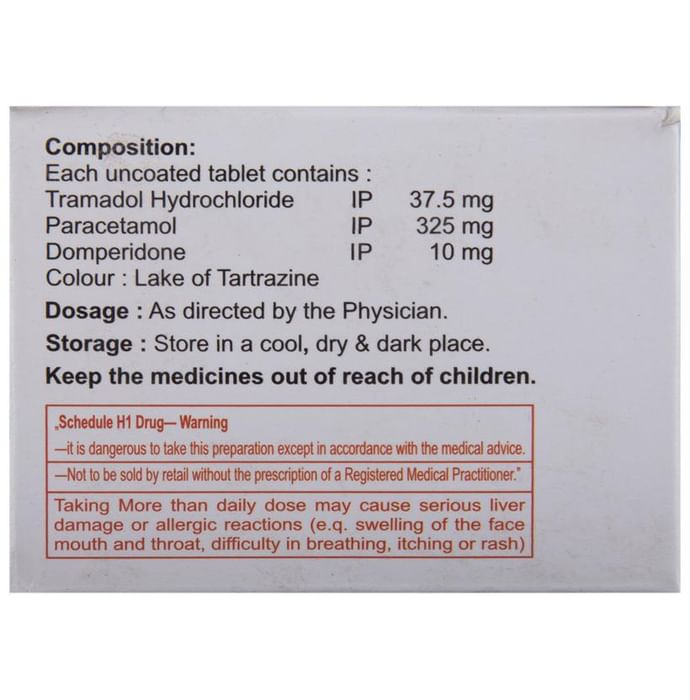 Composition:
Each uncoated tablet contains :
Tramadol Hydrochloride IP 37.5 mg
Paracetamol IP 325 mg
Domperidone IP 10 mg
Colour : Lake of Tartrazine
Dosage : As directed by the Physician.
Storage : Store in a cool, dry & dark place.
Keep the medicines out of reach of children.
„Schedule H1 Drug— Warning
—it is dangerous to take this preparation except in accordance with the medical advice.
—Not to be sold by retail without the prescription of a Registered Medical Practitioner."
Taking More than daily dose may cause serious liver
damage or allergic reactions (e.q. swelling of the face
mouth and throat, difficulty in breathing, itching or rash)